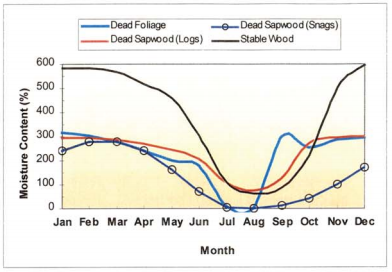 Dead Foliage Dead Sapwood (Snags)
Dead Sapwood (Logs) Stable Wood
600
500
400
300
200
100
0
Moisture Content (%)
Jan Feb Mar Apr May Jun Jul Aug Sep Oct Nov Dec
Month